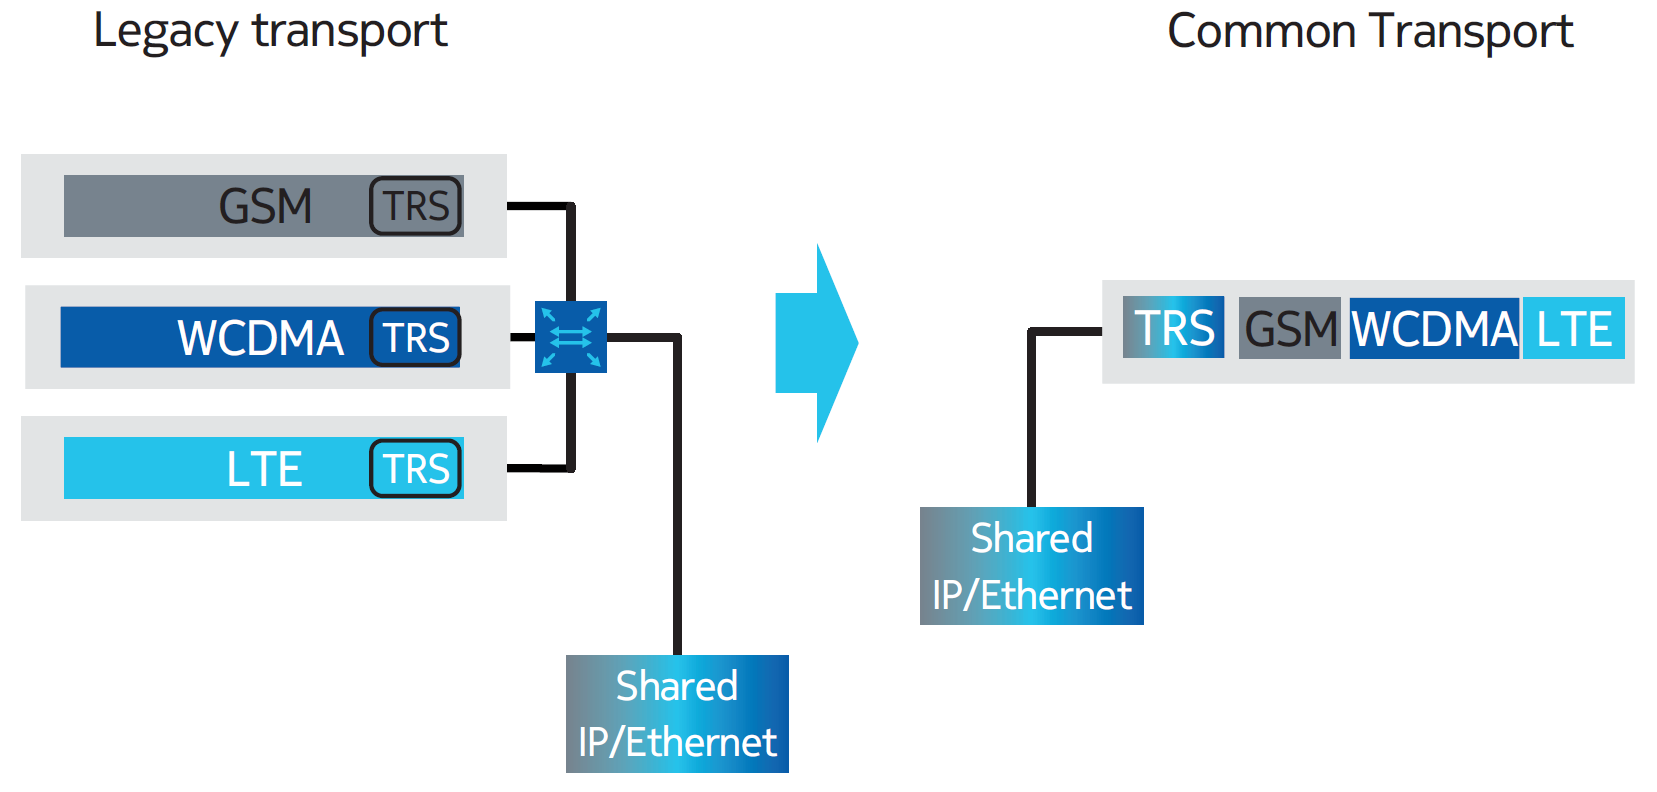 Legacy transport
Common Transport
GSM TRS
WCDMA TRS
LTE TRS
TRS GSM WCDMA LTE
Shared
IP/Ethernet
Shared
IP/Ethernet